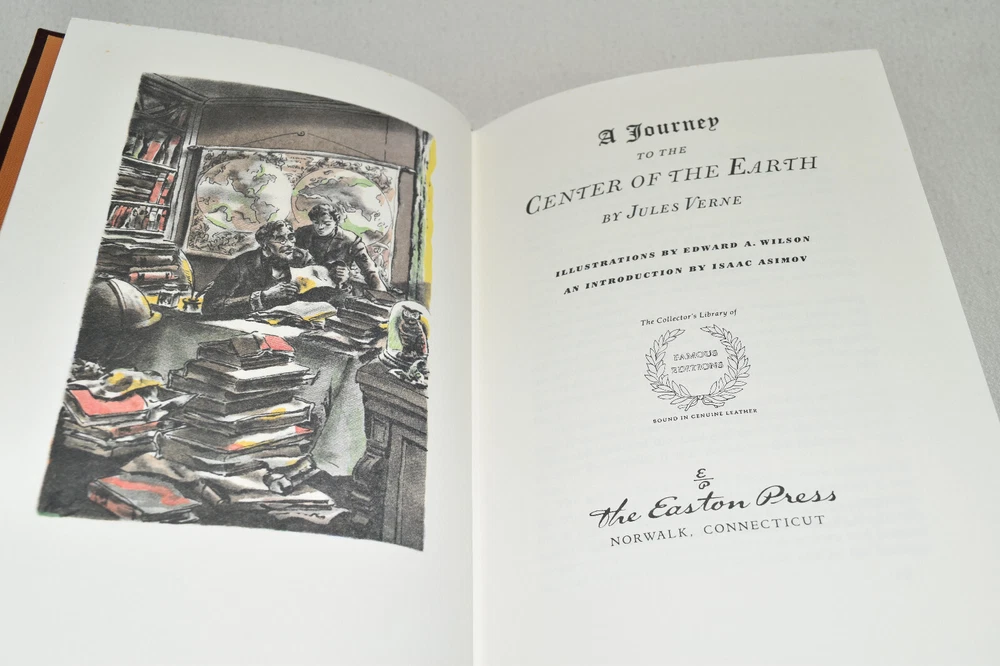 A Journey
TO THE
CENTER OF THE EARTH
BY JULES VERNE
ILLUSTRATIONS BY EDWARD A. WILSON
AN INTRODUCTION BY ISAAC ASIMOV
The Collector's Library of
FAMOUS
EDITIONS
BOUND IN GENUINE LEATHER
E
P
the Easton Press
NORWALK, CONNECTICUT